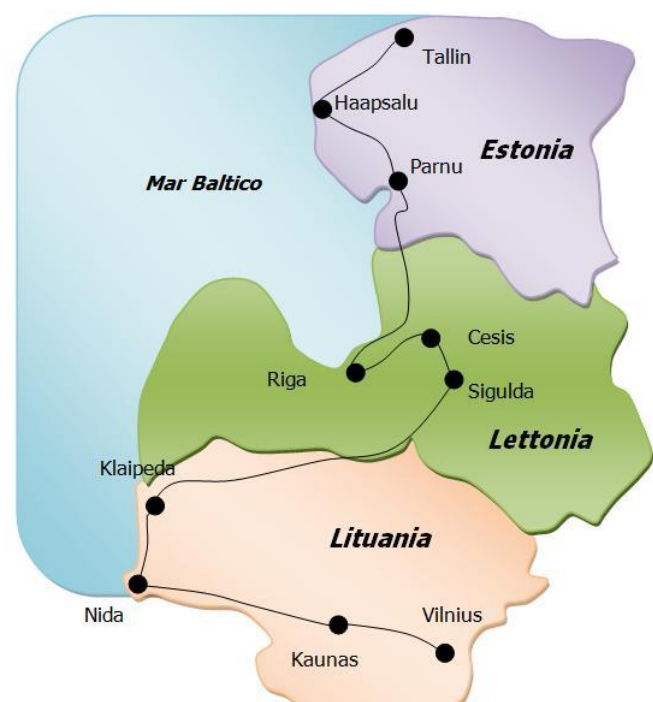 Tallin
Haapsalu
Estonia
Parnu
Mar Baltico
Cesis
Riga
Sigulda
Lettonia
Klaipeda
Lituania
Nida
Vilnius
Kaunas